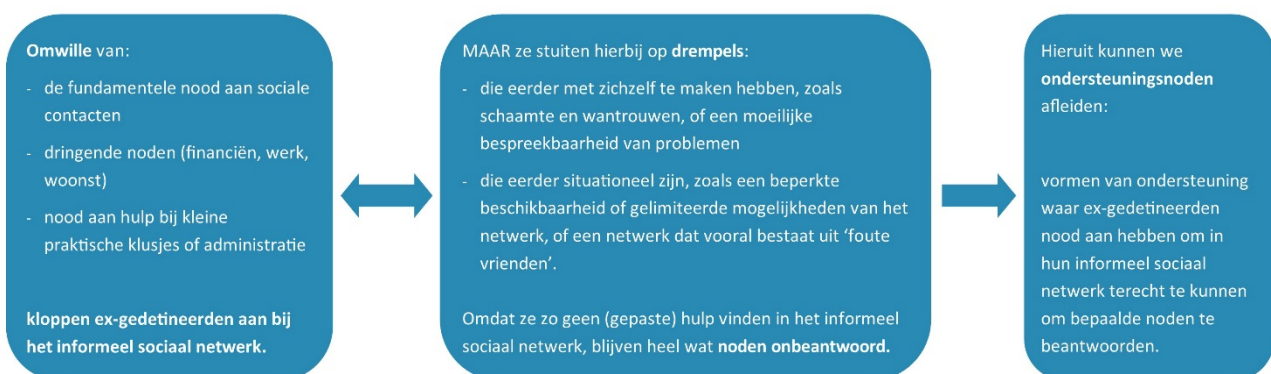 Omwille van:
- de fundamentele nood aan sociale
contacten
- dringende noden (financiën, werk,
woonst)
- nood aan hulp bij kleine
praktische klusjes of administratie
kloppen ex-gedetineerden aan bij
het informeel sociaal netwerk.
MAAR ze stuiten hierbij op drempels:
- die eerder met zichzelf te maken hebben, zoals
schaamte en wantrouwen, of een moeilijke
bespreekbaarheid van problemen
- die eerder situationeel zijn, zoals een beperkte
beschikbaarheid of gelimiteerde mogelijkheden van het
netwerk, of een netwerk dat vooral bestaat uit ‘foute
vrienden’.
Omdat ze zo geen (gepaste) hulp vinden in het informeel
sociaal netwerk, blijven heel wat noden onbeantwoord.
Hieruit kunnen we
ondersteuningsnoden
afleiden:
vormen van ondersteuning
waar ex-gedetineerden
nood aan hebben om in
hun informeel sociaal
netwerk terecht te kunnen
om bepaalde noden te
beantwoorden.